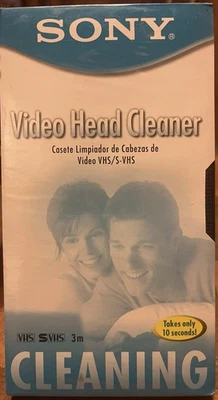 SONY®
Video Head Cleaner
Casete Limpiador de Cabezas de
Video VHS/S-VHS
Takes only
10 seconds!
VHS SVHS 3m
CLEANING